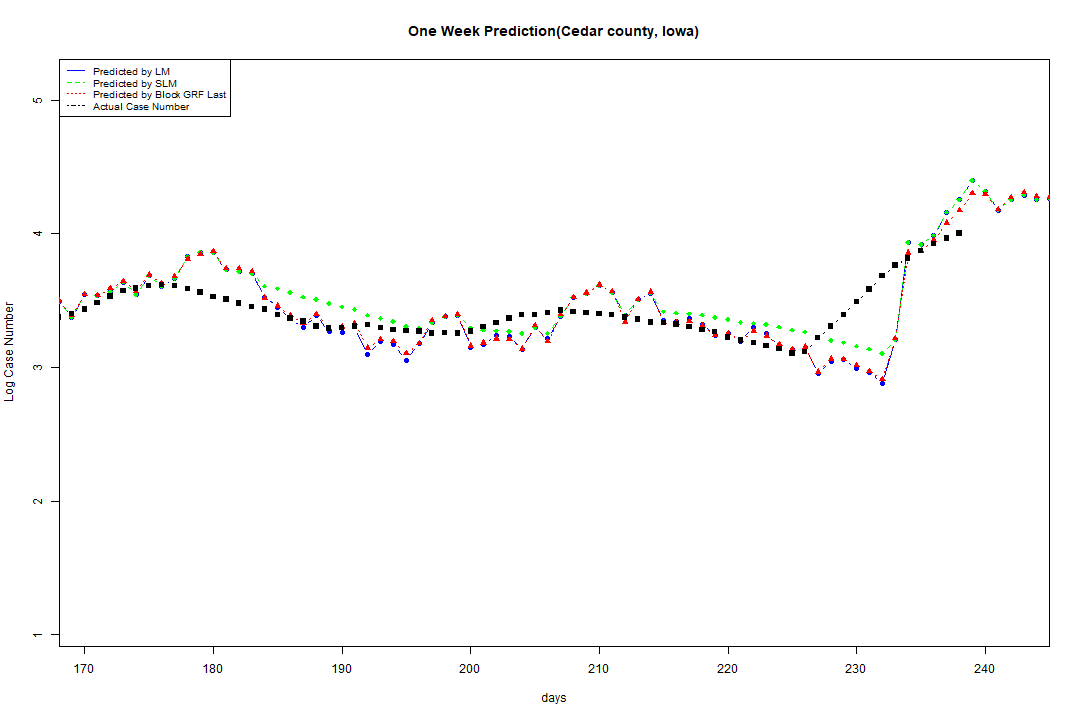 One Week Prediction(Cedar county, Iowa)
Predicted by LM
Predicted by SLM
Predicted by Block GRF Last
Actual Case Number
5
4
3
2
1
Log Case Number
170 180 190 200 210 220 230 240
days